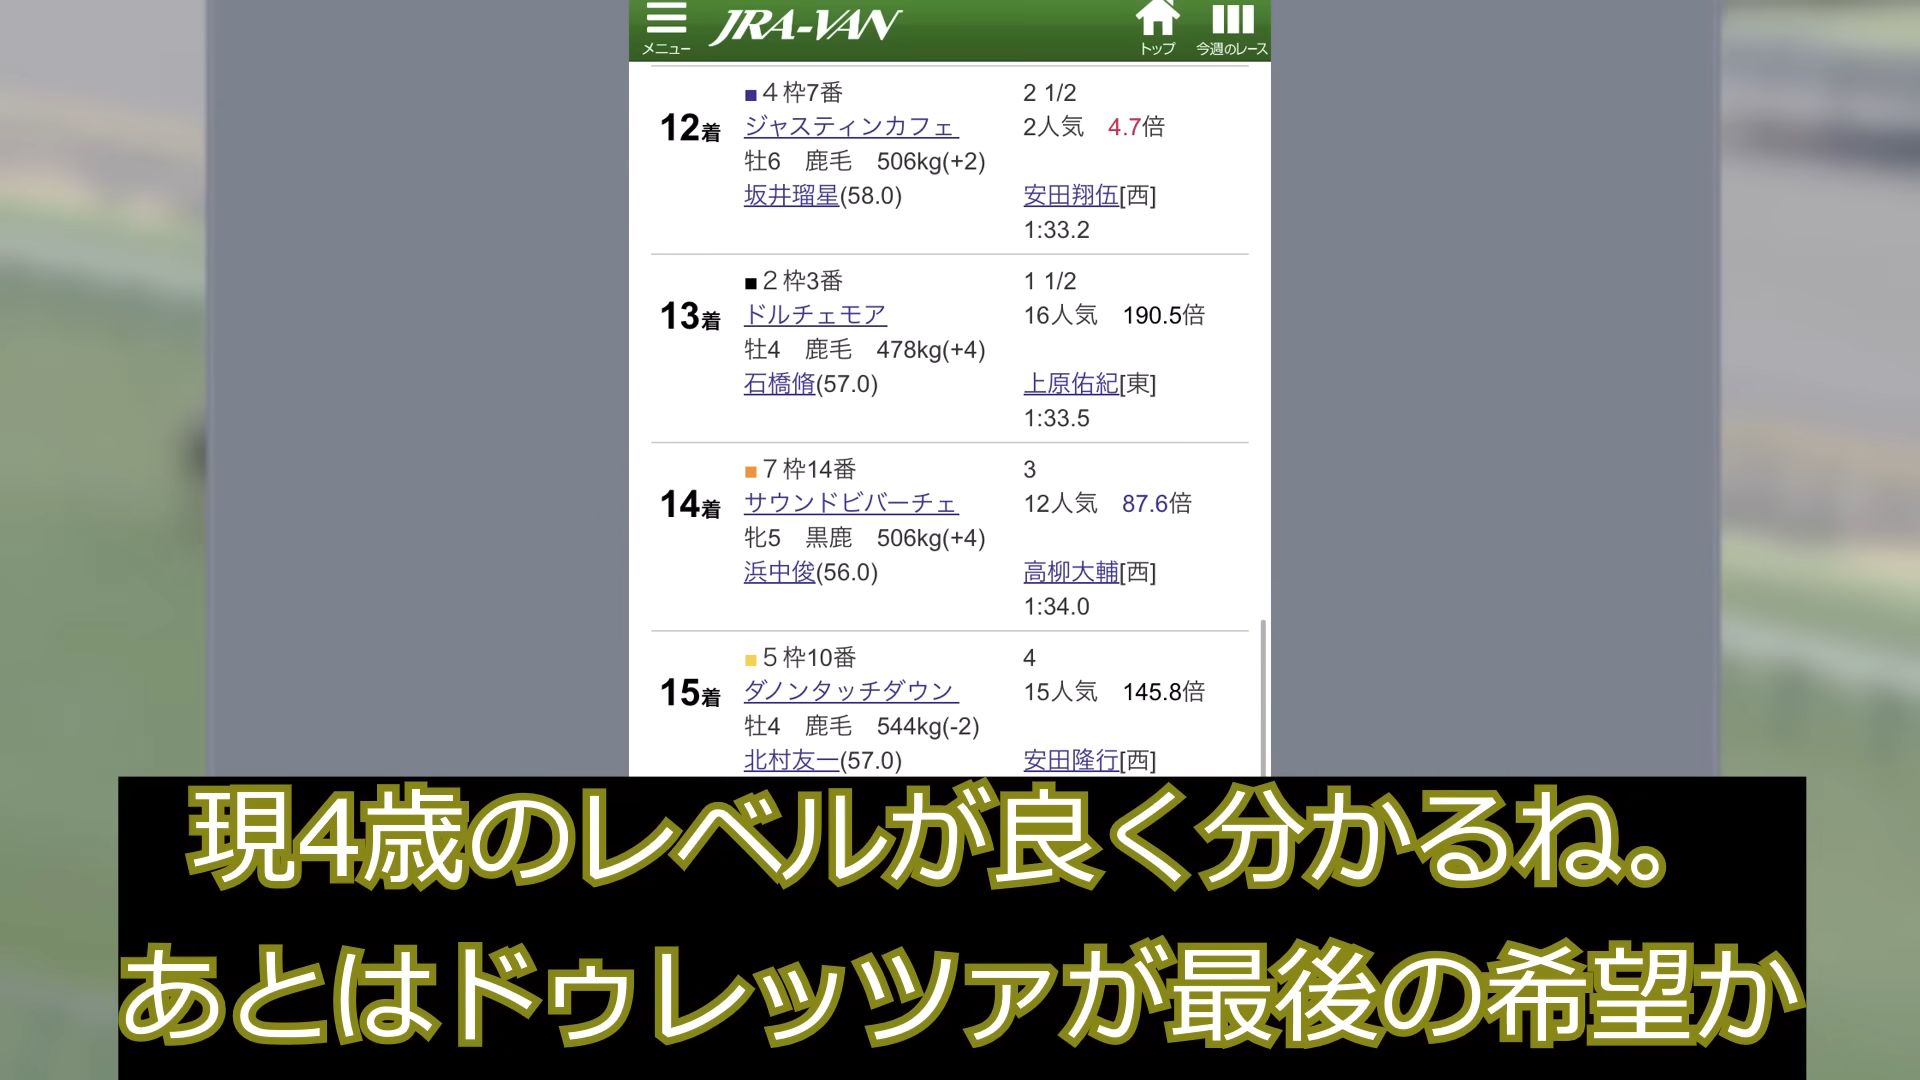 JRA-VAN
メニュー トップ 今週のレース
12着 ■4枠7番 2 1/2
ジャスティンカフェ 2人気 4.7倍
牡6 鹿毛 506kg(+2)
坂井瑠星(58.0) 安田翔伍[西]
1:33.2
13着 ■2枠3番 1 1/2
ドルチェモア 16人気 190.5倍
牡4 鹿毛 478kg(+4)
石橋脩(57.0) 上原佑紀[東]
1:33.5
14着 ■7枠14番 3
サウンドビバーチェ 12人気 87.6倍
牝5 黒鹿 506kg(+4)
浜中俊(56.0) 高柳大輔[西]
1:34.0
15着 ■5枠10番 4
ダノンタッチダウン 15人気 145.8倍
牡4 鹿毛 544kg(-2)
北村友一(57.0) 安田隆行[西]
現4歳のレベルが良く分かるね。
あとはドゥレッツァが最後の希望か